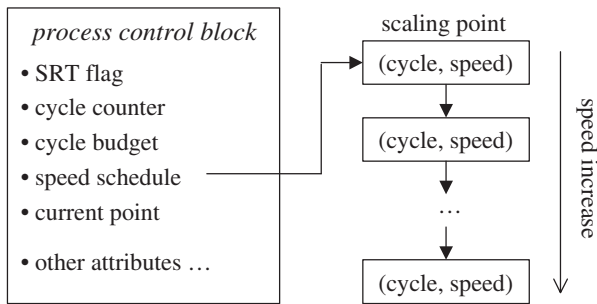 process control block
• SRT flag
• cycle counter
• cycle budget
• speed schedule
• current point
• other attributes …
scaling point
(cycle, speed)
(cycle, speed)
…
(cycle, speed)
speed increase